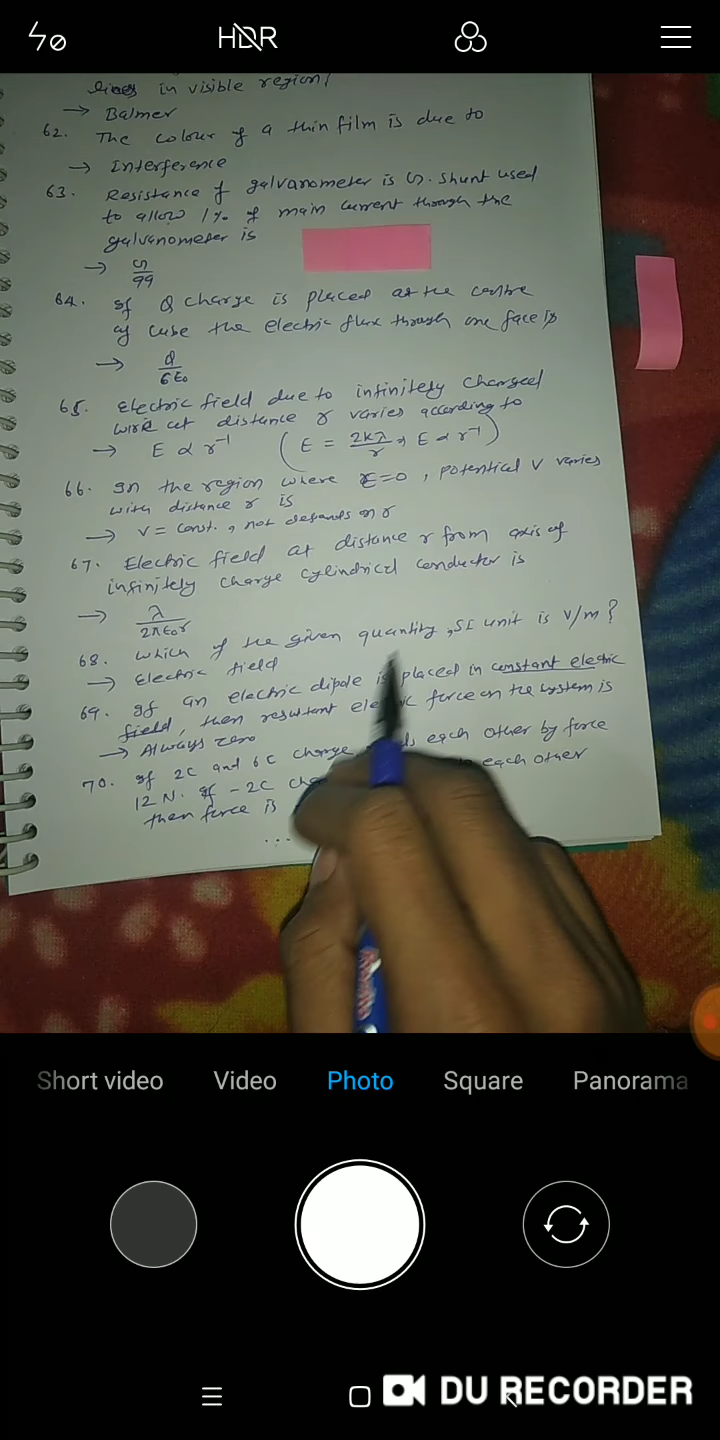 HDR
lines in visible region?
→ Balmer
62. The colour of a thin film is due to
→ Interference
63. Resistance of galvanometer is G. shunt used
to allow 1% of main current through the
galvanometer is
→ G/99
64. If Q charge is placed at the centre
of cube the electric flux through one face is
→ Q/6ε₀
65. Electric field due to infinitely charged
wire at distance r varies according to
→ E ∝ r⁻¹ (E = 2kλ/r ⇒ E ∝ r⁻¹)
66. In the region where E=0, potential V varies
with distance r is
→ V = const., not depends on r
67. Electric field at distance r from axis of
infinitely charge cylindrical conductor is
→ λ/2πε₀r
68. Which of the given quantity, SI unit is V/m?
→ Electric field
69. If an electric dipole is placed in constant electric
field, then resultant force on the system is
→ Always zero
70. If 2C and 6C charge each other by force
12 N. If -2C each other
then force is
...
Short video Video Photo Square Panorama
DU RECORDER